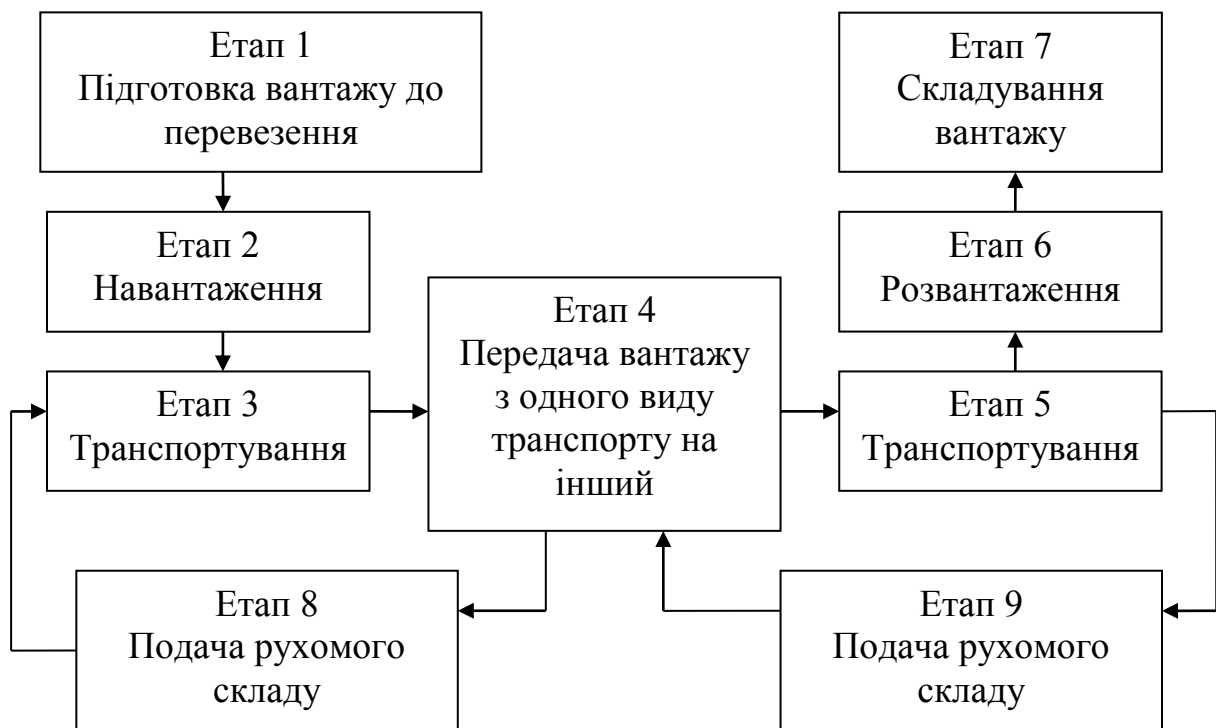 Етап 1
Підготовка вантажу до
перевезення
Етап 2
Навантаження
Етап 3
Транспортування
Етап 4
Передача вантажу
з одного виду
транспорту на
інший
Етап 5
Транспортування
Етап 6
Розвантаження
Етап 7
Складування
вантажу
Етап 8
Подача рухомого
складу
Етап 9
Подача рухомого
складу